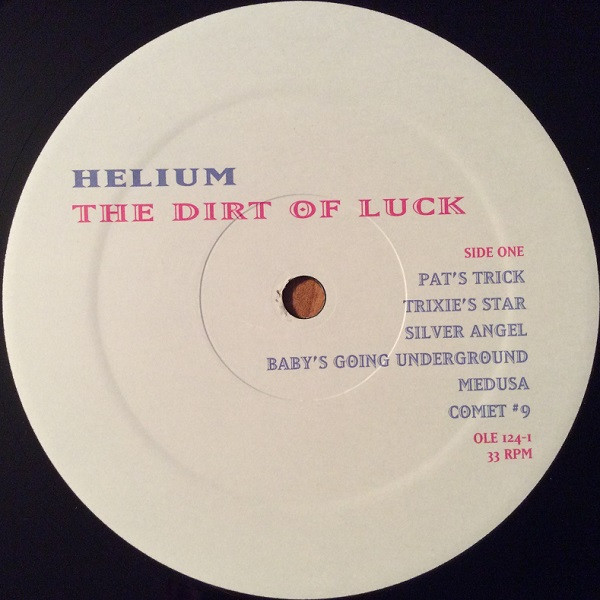 HELIUM
THE DIRT OF LUCK
SIDE ONE
PAT'S TRICK
TRIXIE'S STAR
SILVER ANGEL
BABY'S GOING UNDERGROUND
MEDUSA
COMET #9
OLE 124-1
33 RPM